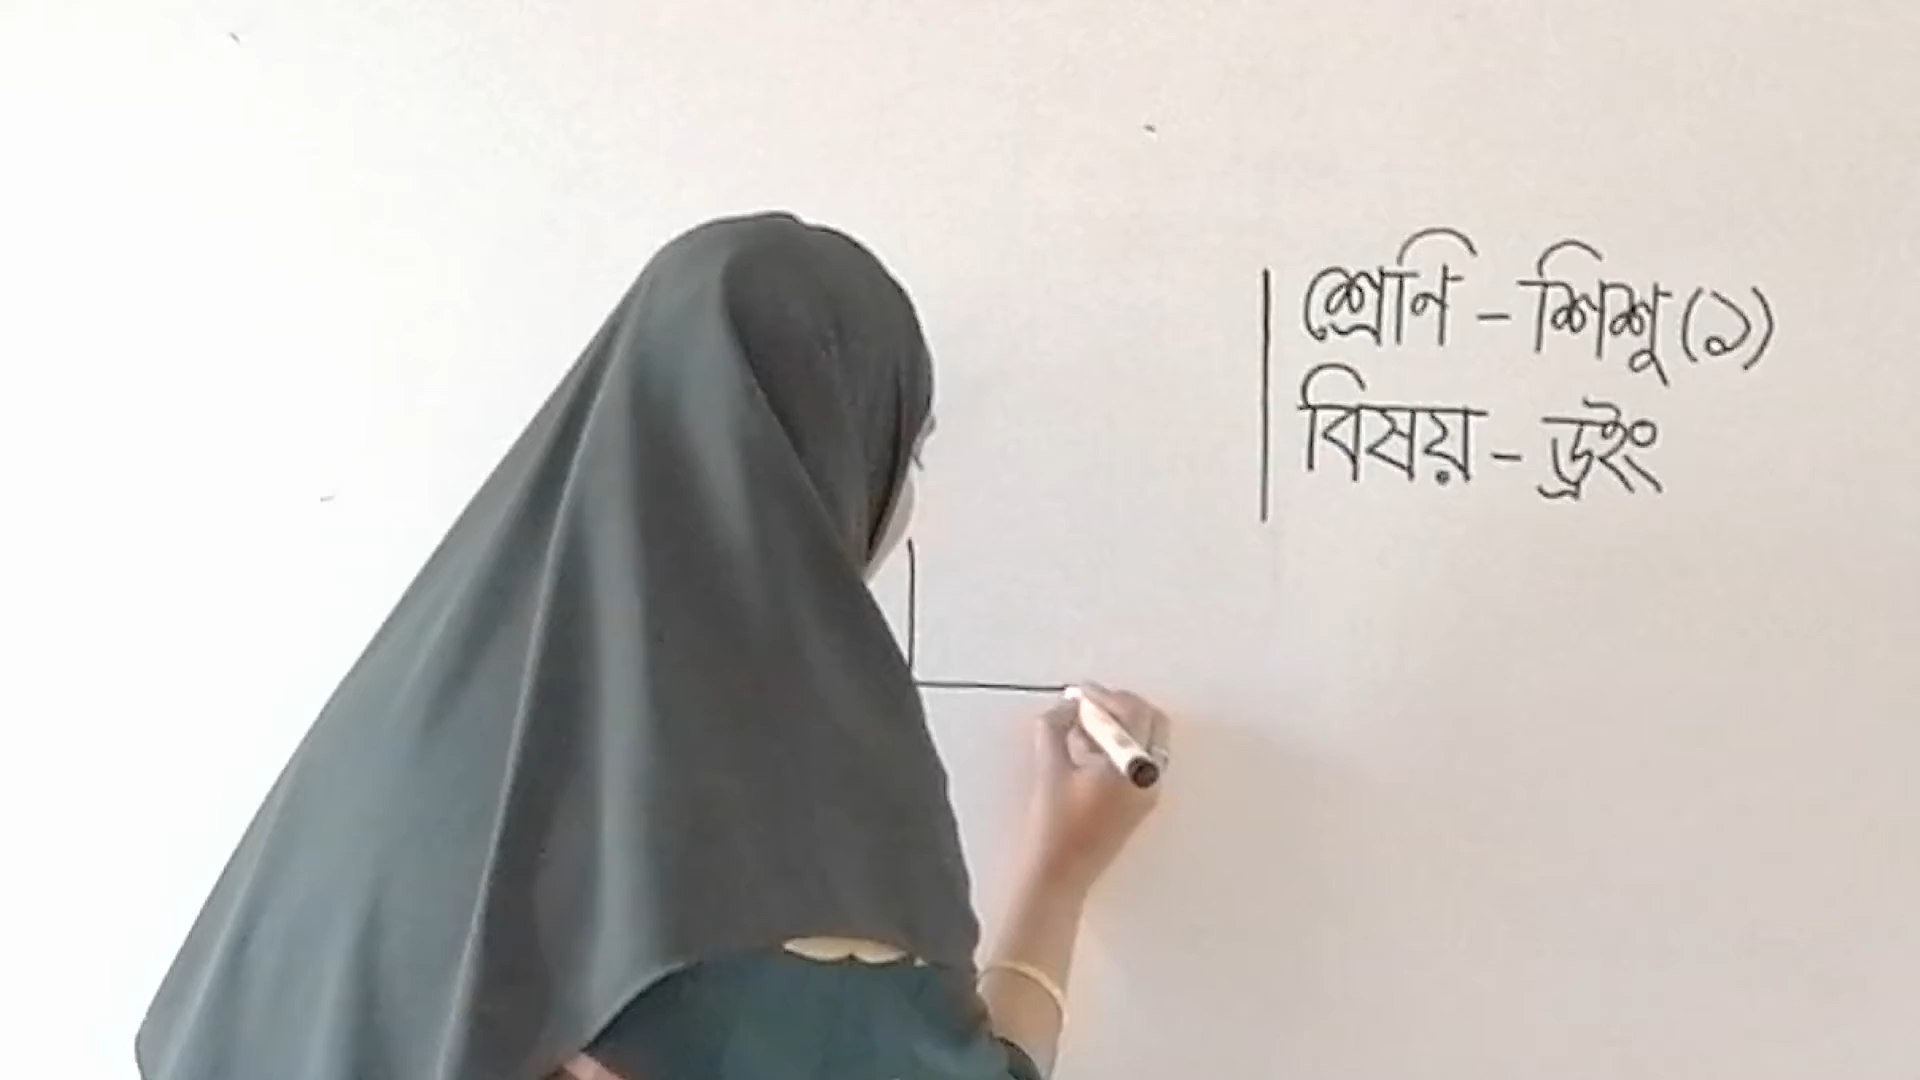 শ্রেণি - শিশু (১)
বিষয় - ড্রইং